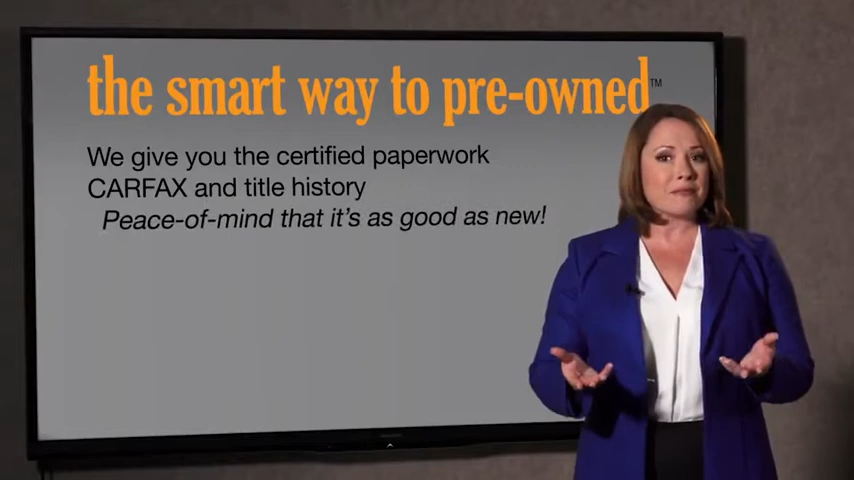 the smart way to pre-owned™
We give you the certified paperwork
CARFAX and title history
Peace-of-mind that it's as good as new!